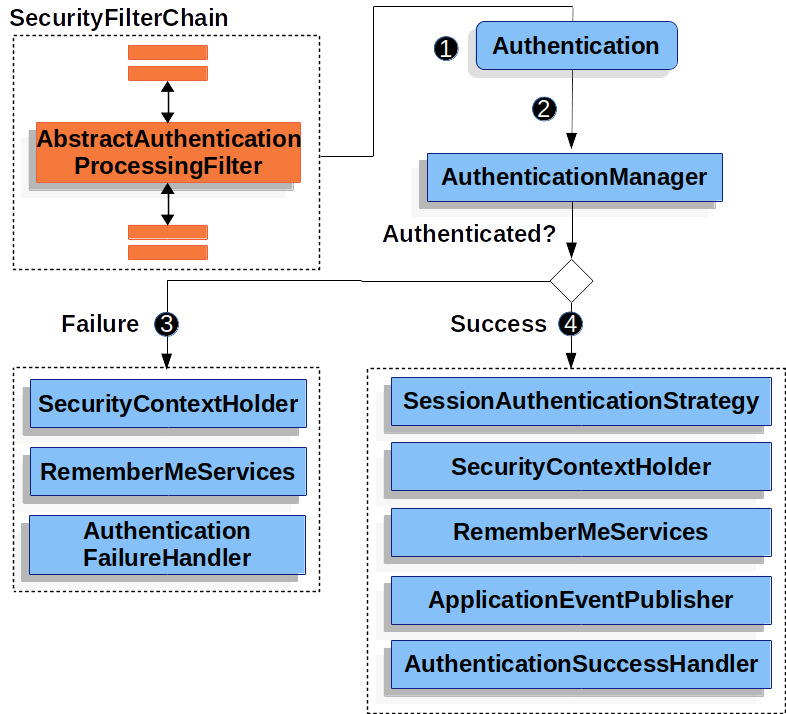 SecurityFilterChain
AbstractAuthentication
ProcessingFilter
1
Authentication
2
AuthenticationManager
Authenticated?
Failure
3
Success
4
SecurityContextHolder
RememberMeServices
Authentication
FailureHandler
SessionAuthenticationStrategy
SecurityContextHolder
RememberMeServices
ApplicationEventPublisher
AuthenticationSuccessHandler